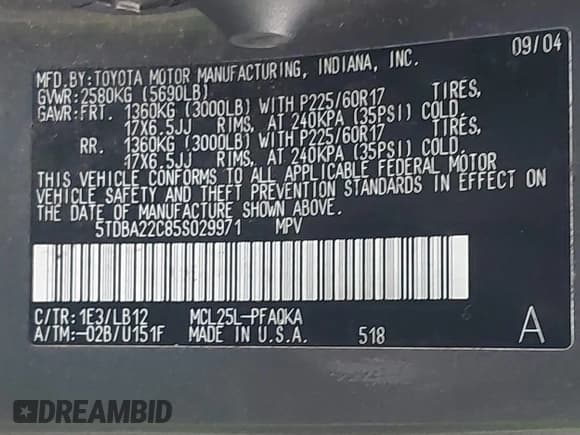 09/04
MFD.BY:TOYOTA MOTOR MANUFACTURING, INDIANA, INC.
GVWR:2580KG (5690LB)
GAWR:FRT. 1360KG (3000LB) WITH P225/60R17 TIRES,
17X6.5JJ RIMS, AT 240KPA (35PSI) COLD.
RR. 1360KG (3000LB) WITH P225/60R17 TIRES,
17X6.5JJ RIMS, AT 240KPA (35PSI) COLD.
THIS VEHICLE CONFORMS TO ALL APPLICABLE FEDERAL MOTOR
VEHICLE SAFETY AND THEFT PREVENTION STANDARDS IN EFFECT ON
THE DATE OF MANUFACTURE SHOWN ABOVE.
5TDBA22C85S029971 MPV
C/TR:1E3/LB12 MCL25L-PFAQKA
A/TM:-02B/U151F MADE IN U.S.A. 518 A
DREAMBID